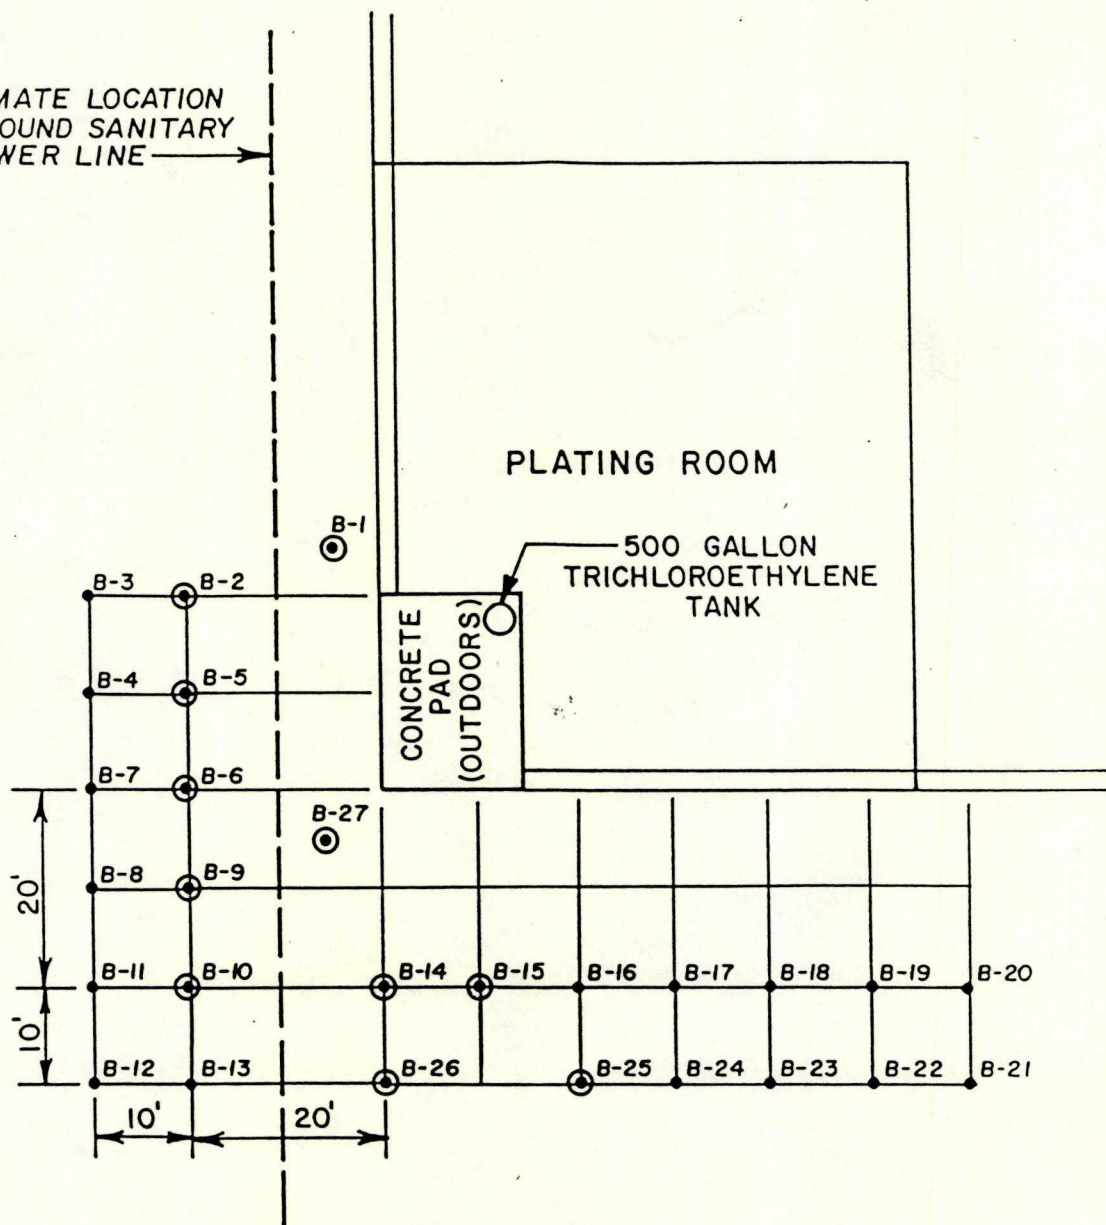 MATE LOCATION
OUND SANITARY
WER LINE
PLATING ROOM
B-1
500 GALLON
TRICHLOROETHYLENE
TANK
B-3
B-2
CONCRETE
PAD
(OUTDOORS)
B-4
B-5
B-7
B-6
B-27
B-8
B-9
20'
B-11
B-10
B-14
B-15
B-16
B-17
B-18
B-19
B-20
10'
B-12
B-13
B-26
B-25
B-24
B-23
B-22
B-21
10'
20'